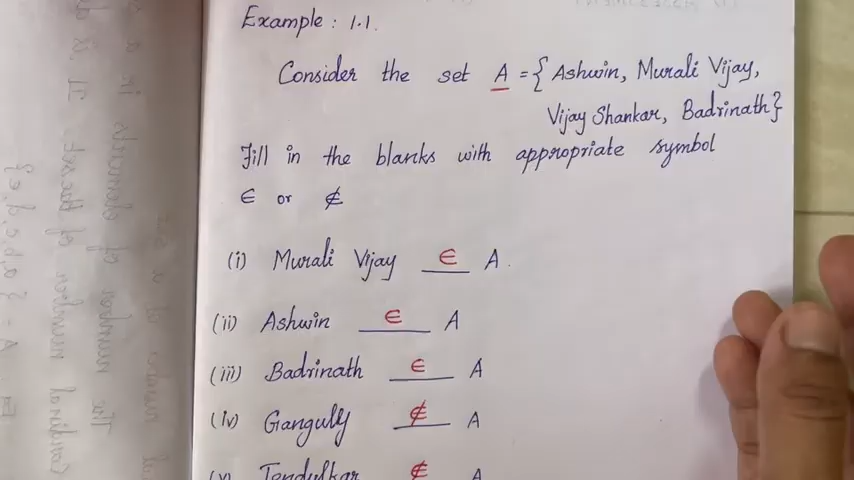 Example : 1.1.
Consider the set A = { Ashwin, Murali Vijay,
Vijay Shankar, Badrinath }
Fill in the blanks with appropriate symbol
∈ or ∉
(i) Murali Vijay ∈ A.
(ii) Ashwin ∈ A
(iii) Badrinath ∈ A
(iv) Ganguly ∉ A
(v) Tendulkar ∉ A